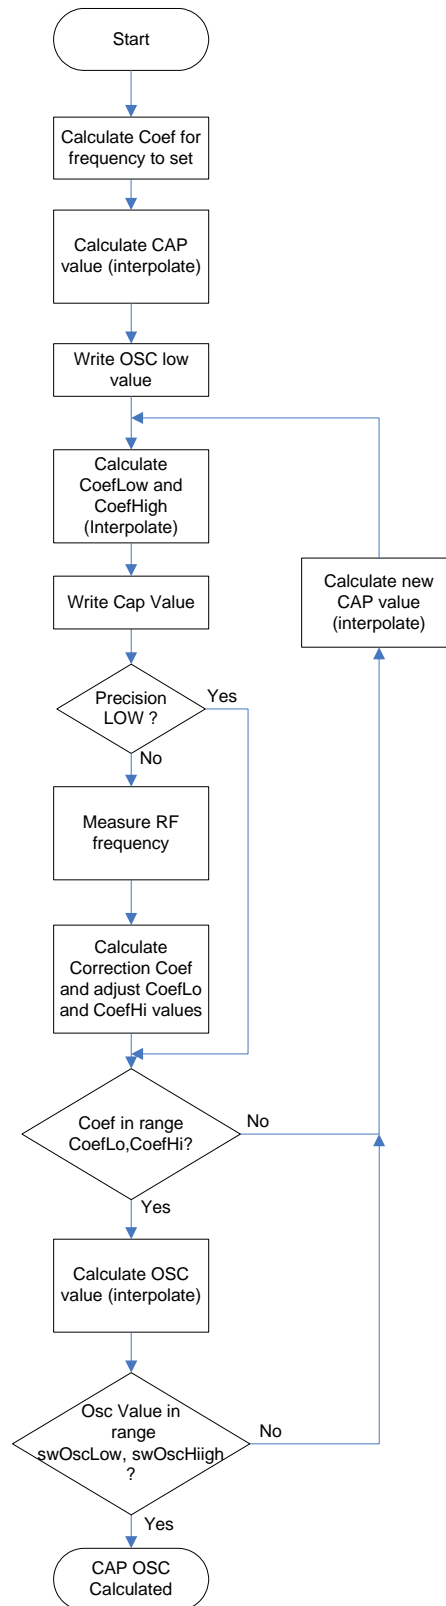 Start
Calculate Coef for
frequency to set
Calculate CAP
value (interpolate)
Write OSC low
value
Calculate
CoefLow and
CoefHigh
(Interpolate)
Calculate new
CAP value
(interpolate)
Write Cap Value
Precision
LOW ?
Yes
No
Measure RF
frequency
Calculate
Correction Coef
and adjust CoefLo
and CoefHi values
Coef in range
CoefLo,CoefHi?
No
Yes
Calculate OSC
value (interpolate)
Osc Value in
range
swOscLow, swOscHiigh
?
No
Yes
CAP OSC
Calculated